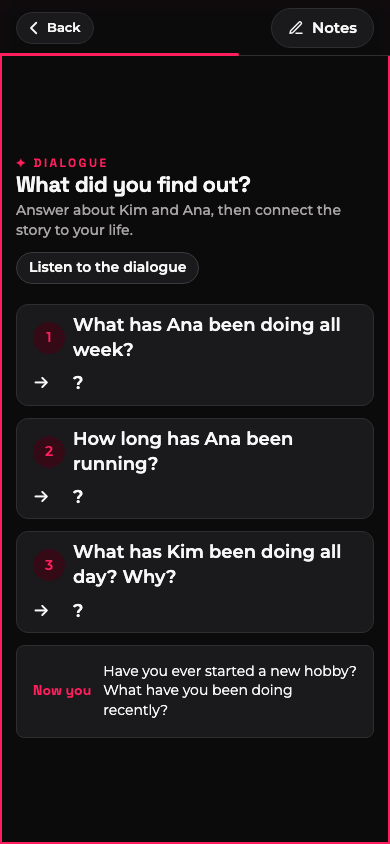 Back
Notes
DIALOGUE
What did you find out?
Answer about Kim and Ana, then connect the
story to your life.
Listen to the dialogue
1
What has Ana been doing all
week?
→ ?
2
How long has Ana been
running?
→ ?
3
What has Kim been doing all
day? Why?
→ ?
Now you
Have you ever started a new hobby?
What have you been doing
recently?